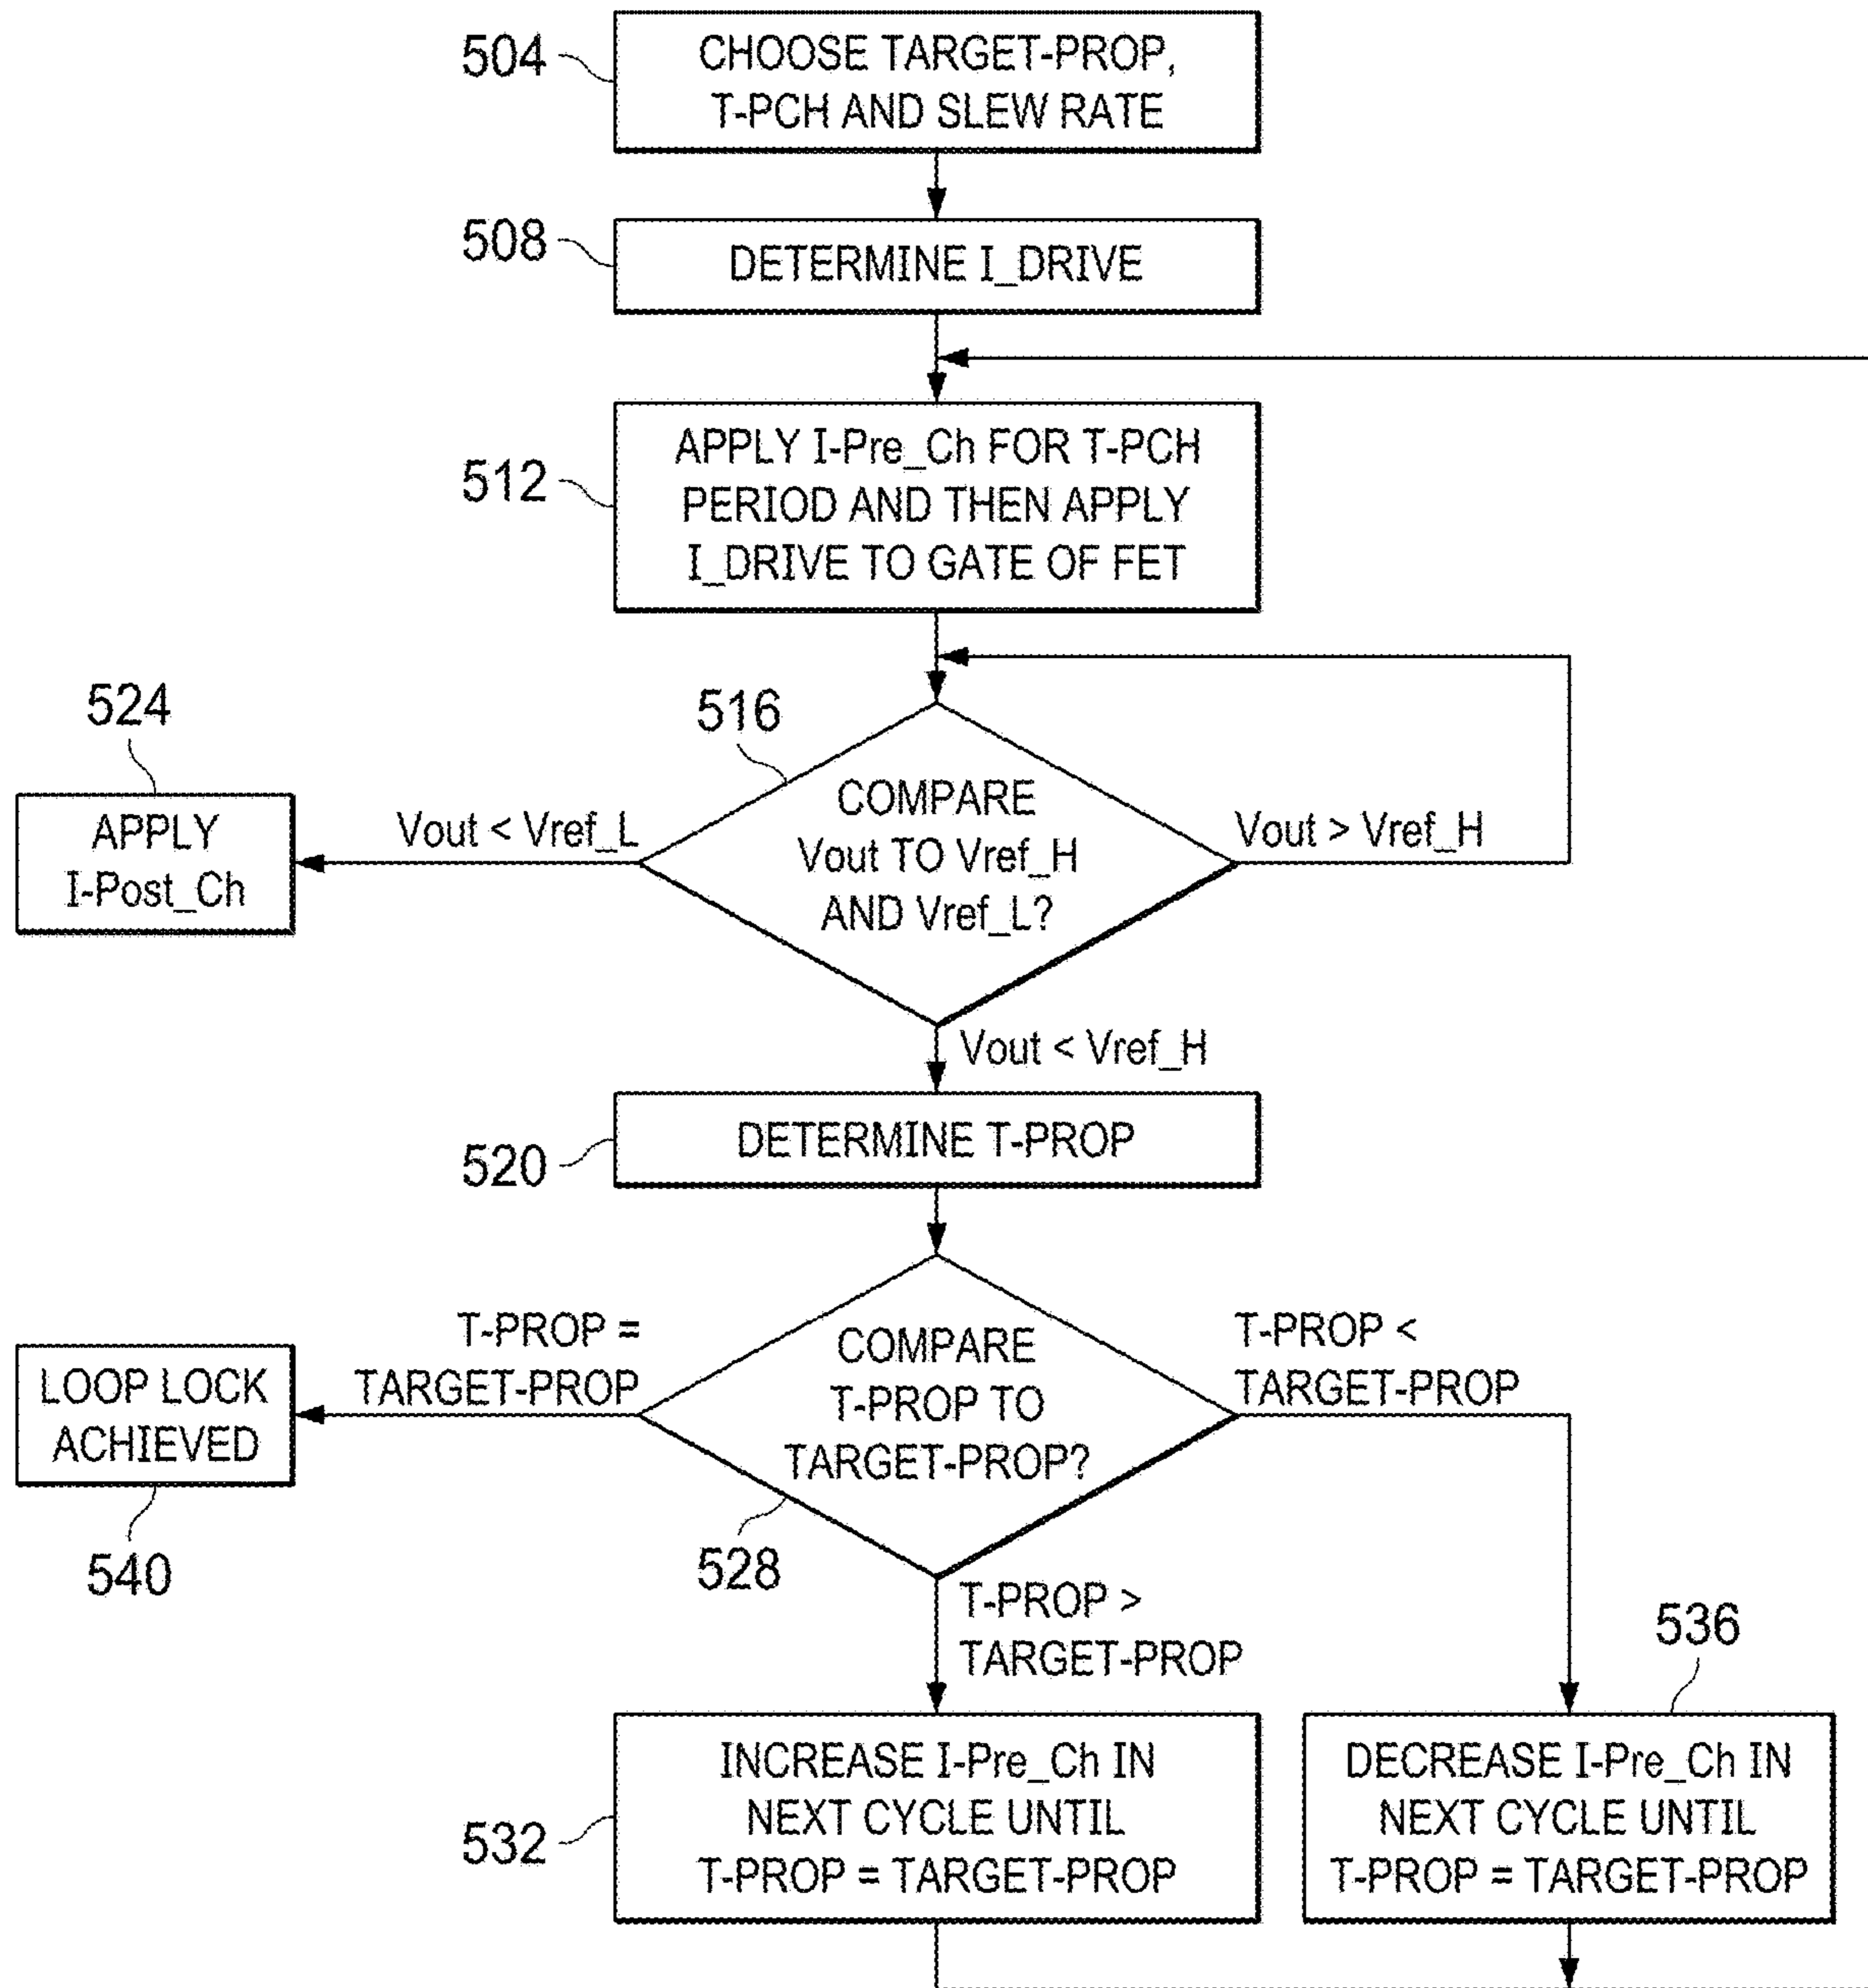 504
CHOOSE TARGET-PROP,
T-PCH AND SLEW RATE
508
DETERMINE I_DRIVE
512
APPLY I-Pre_Ch FOR T-PCH
PERIOD AND THEN APPLY
I_DRIVE TO GATE OF FET
524
APPLY
I-Post_Ch
Vout < Vref_L
516
COMPARE
Vout TO Vref_H
AND Vref_L?
Vout > Vref_H
Vout < Vref_H
520
DETERMINE T-PROP
LOOP LOCK
ACHIEVED
540
T-PROP =
TARGET-PROP
COMPARE
T-PROP TO
TARGET-PROP?
528
T-PROP <
TARGET-PROP
T-PROP >
TARGET-PROP
532
INCREASE I-Pre_Ch IN
NEXT CYCLE UNTIL
T-PROP = TARGET-PROP
536
DECREASE I-Pre_Ch IN
NEXT CYCLE UNTIL
T-PROP = TARGET-PROP